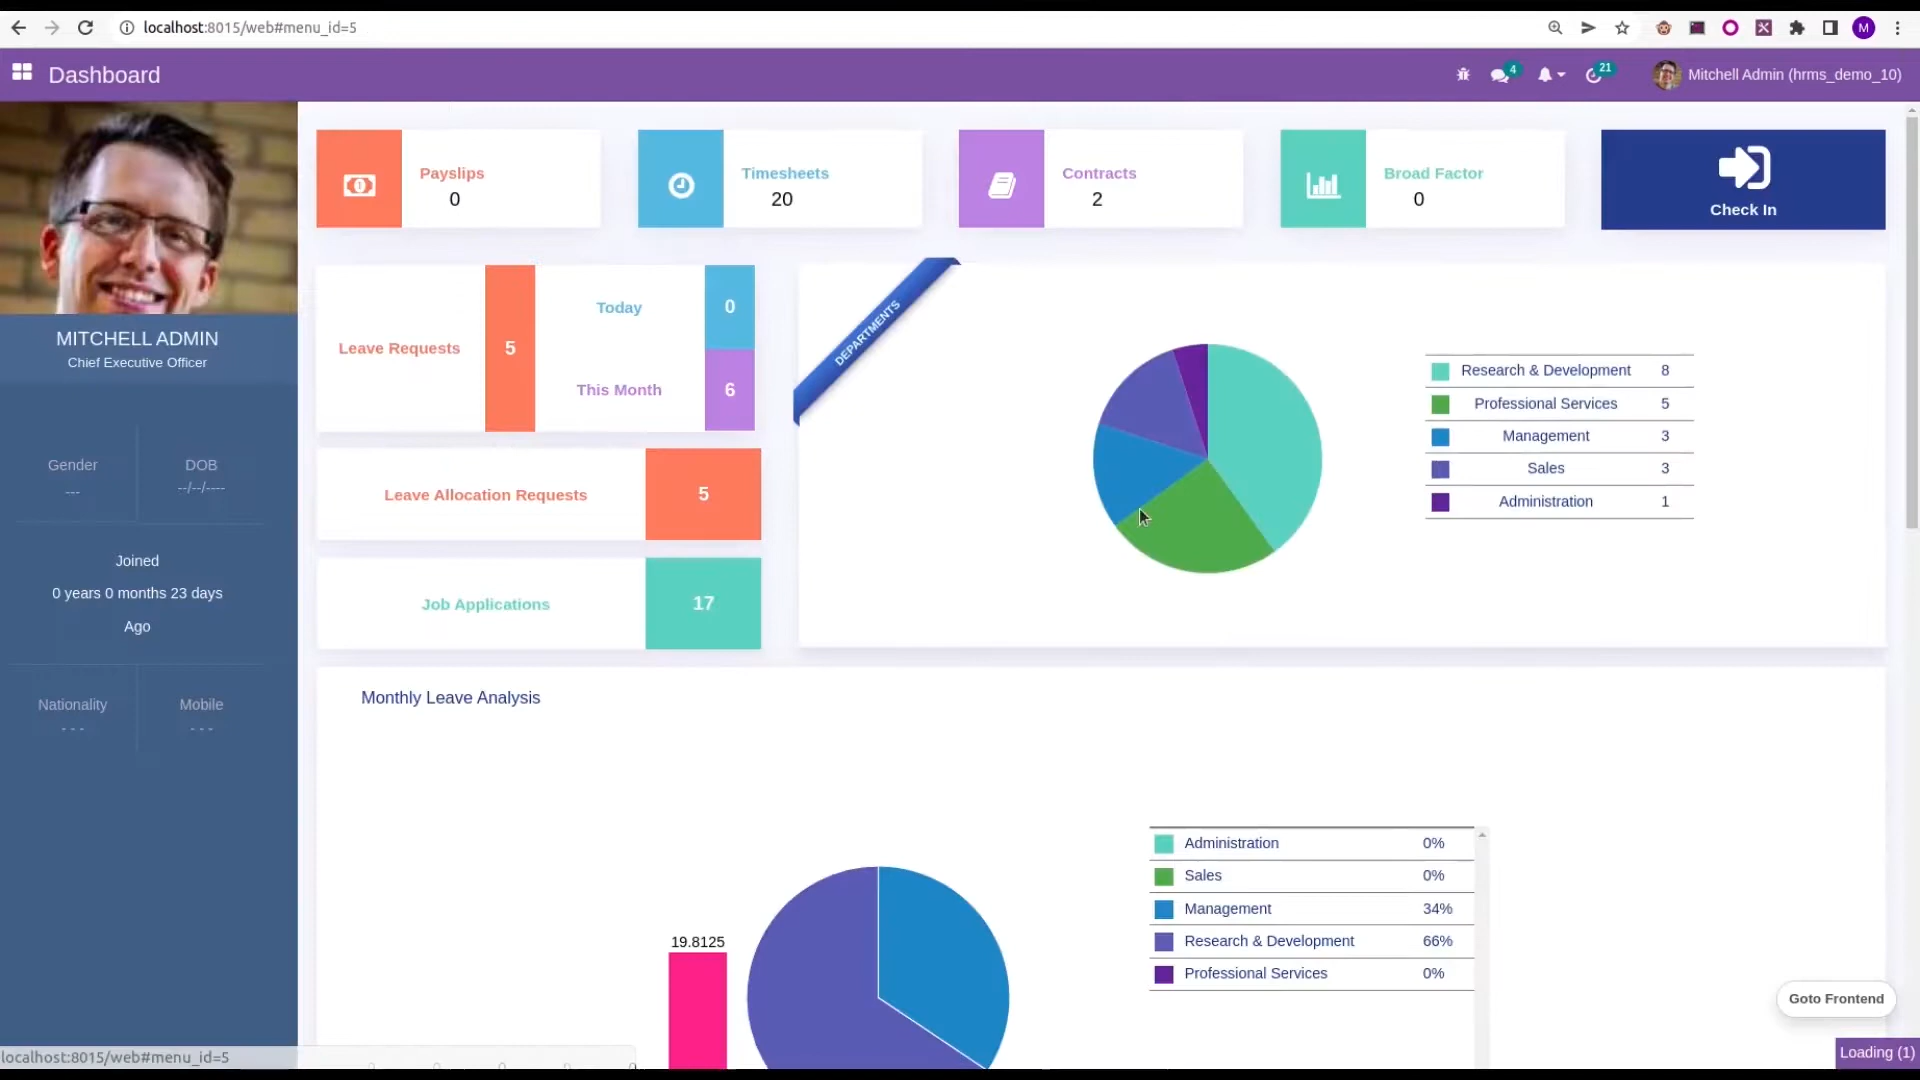 localhost:8015/web#menu_id=5
M
Dashboard
4
21
Mitchell Admin (hrms_demo_10)
Payslips
0
Timesheets
20
Contracts
2
Broad Factor
0
Check In
MITCHELL ADMIN
Chief Executive Officer
Gender
---
DOB
--/--/----
Joined
0 years 0 months 23 days
Ago
Nationality
- - -
Mobile
- - -
Leave Requests
5
Today
0
This Month
6
Leave Allocation Requests
5
Job Applications
17
DEPARTMENTS
Research & Development 8
Professional Services 5
Management 3
Sales 3
Administration 1
Monthly Leave Analysis
19.8125
Administration 0%
Sales 0%
Management 34%
Research & Development 66%
Professional Services 0%
Goto Frontend
Loading (1)
localhost:8015/web#menu_id=5